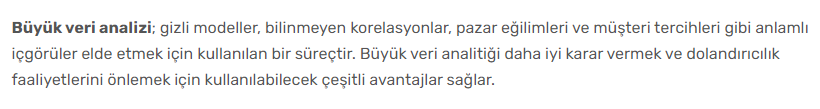 Büyük veri analizi; gizli modeller, bilinmeyen korelasyonlar, pazar eğilimleri ve müşteri tercihleri gibi anlamlı
içgörüler elde etmek için kullanılan bir süreçtir. Büyük veri analitiği daha iyi karar vermek ve dolandırıcılık
faaliyetlerini önlemek için kullanılabilecek çeşitli avantajlar sağlar.